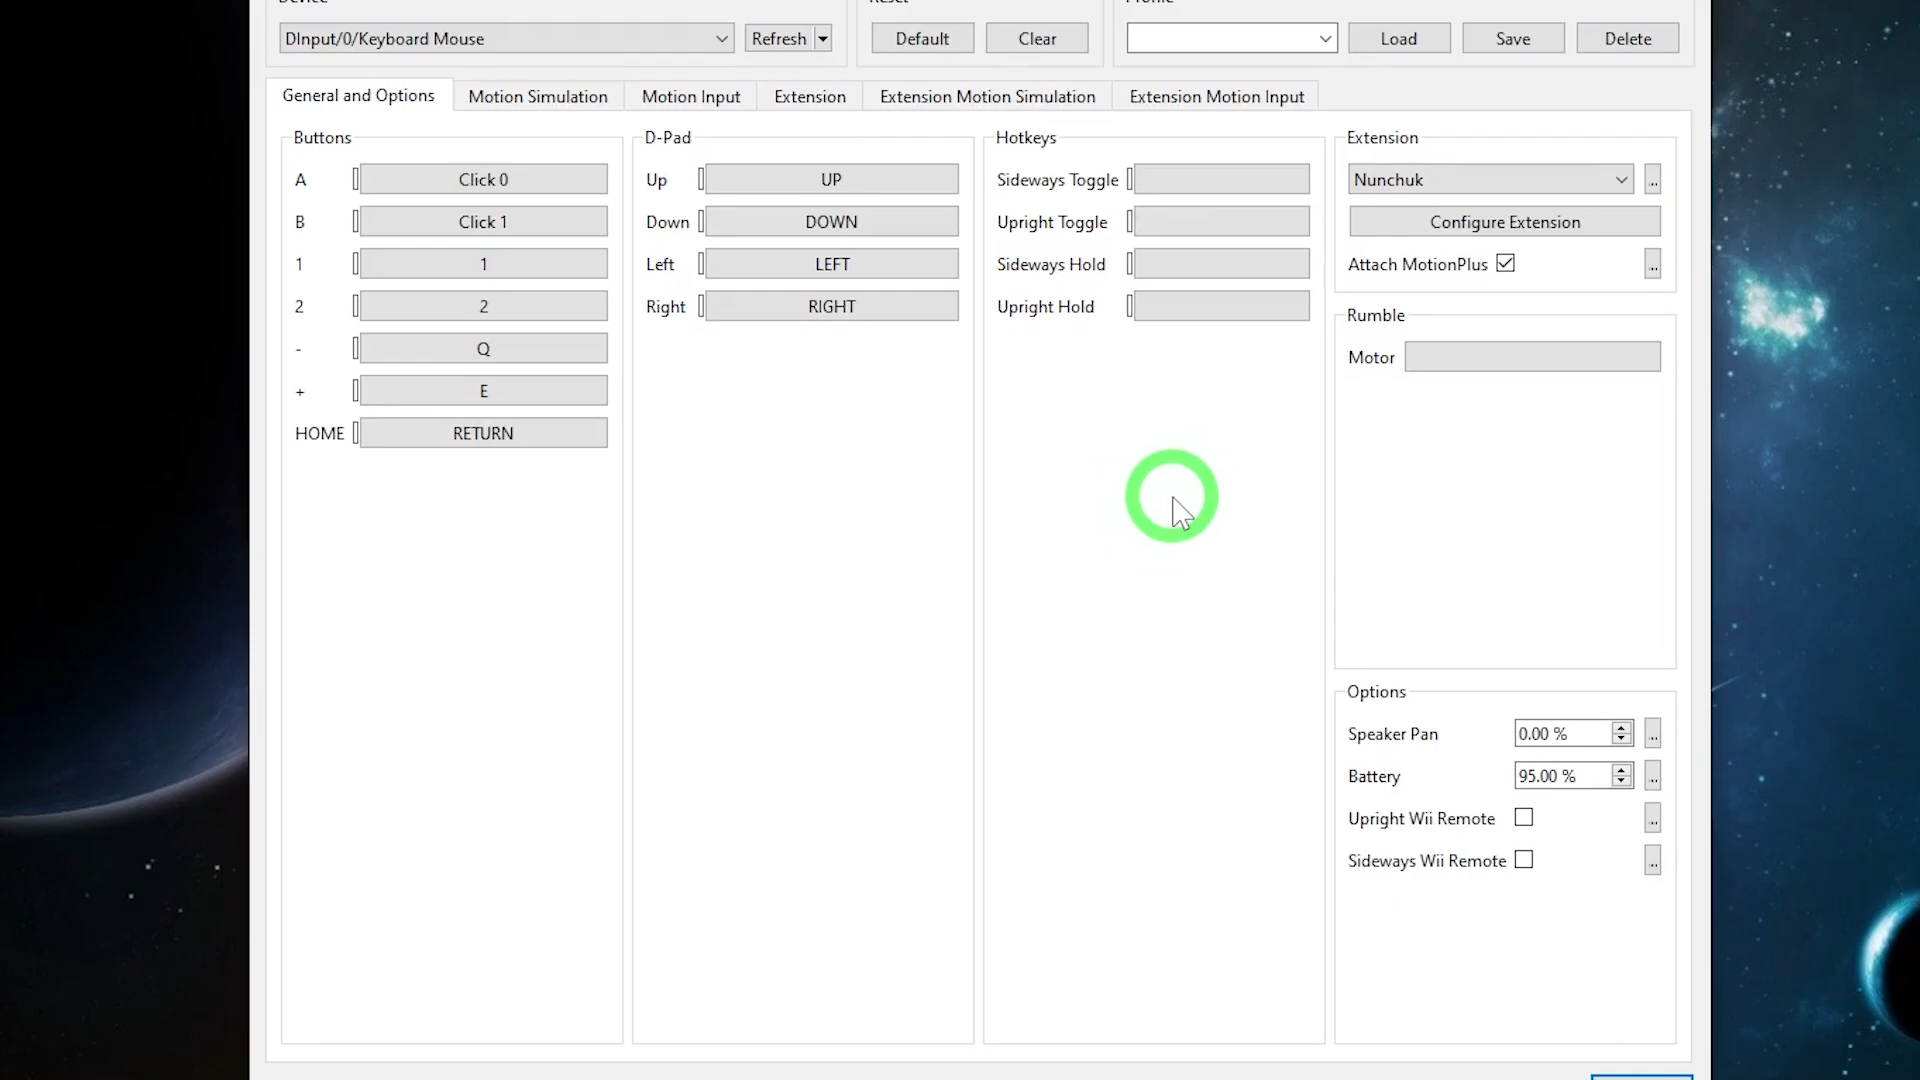 Device
Reset
Profile
DInput/0/Keyboard Mouse
Refresh
Default
Clear
Load
Save
Delete
General and Options
Motion Simulation
Motion Input
Extension
Extension Motion Simulation
Extension Motion Input
Buttons
A
Click 0
B
Click 1
1
1
2
2
-
Q
+
E
HOME
RETURN
D-Pad
Up
UP
Down
DOWN
Left
LEFT
Right
RIGHT
Hotkeys
Sideways Toggle
Upright Toggle
Sideways Hold
Upright Hold
Extension
Nunchuk
...
Configure Extension
Attach MotionPlus
...
Rumble
Motor
Options
Speaker Pan
0.00 %
...
Battery
95.00 %
...
Upright Wii Remote
...
Sideways Wii Remote
...